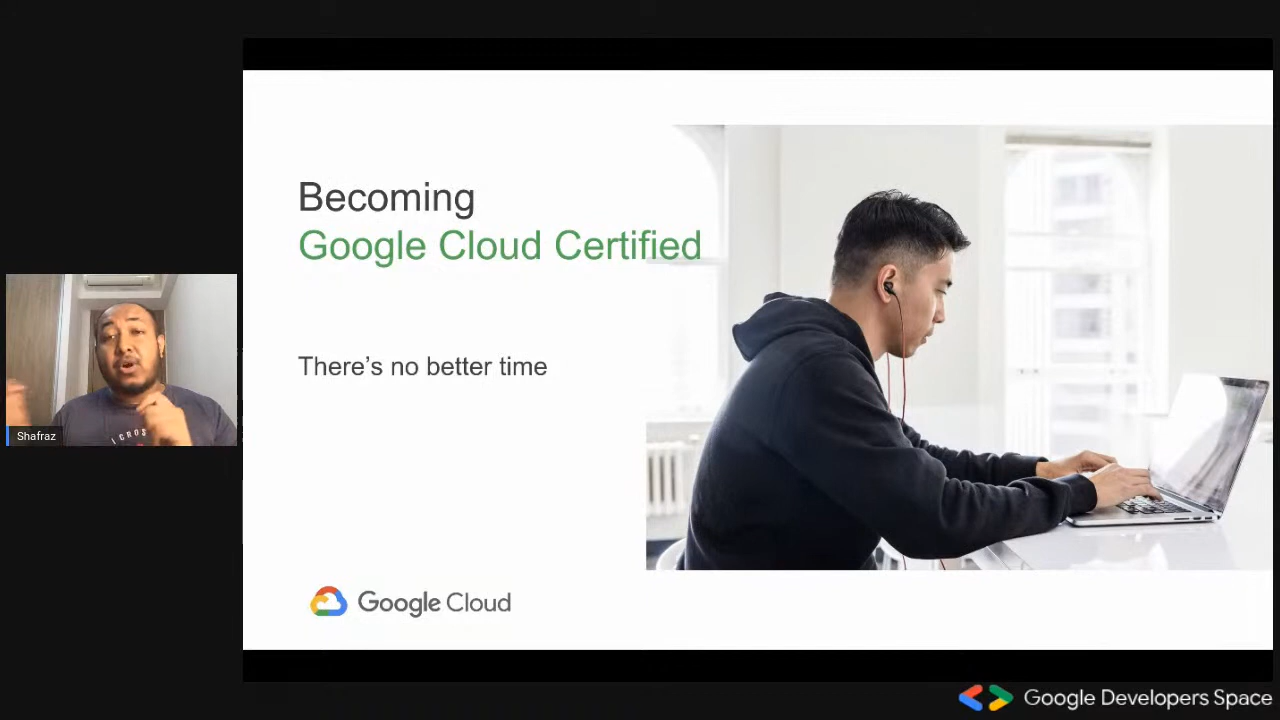 Becoming
Google Cloud Certified
There's no better time
Google Cloud
Shafraz
Google Developers Space